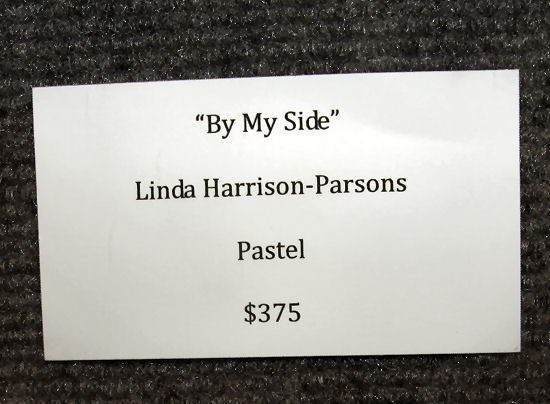 “By My Side”
Linda Harrison-Parsons
Pastel
$375